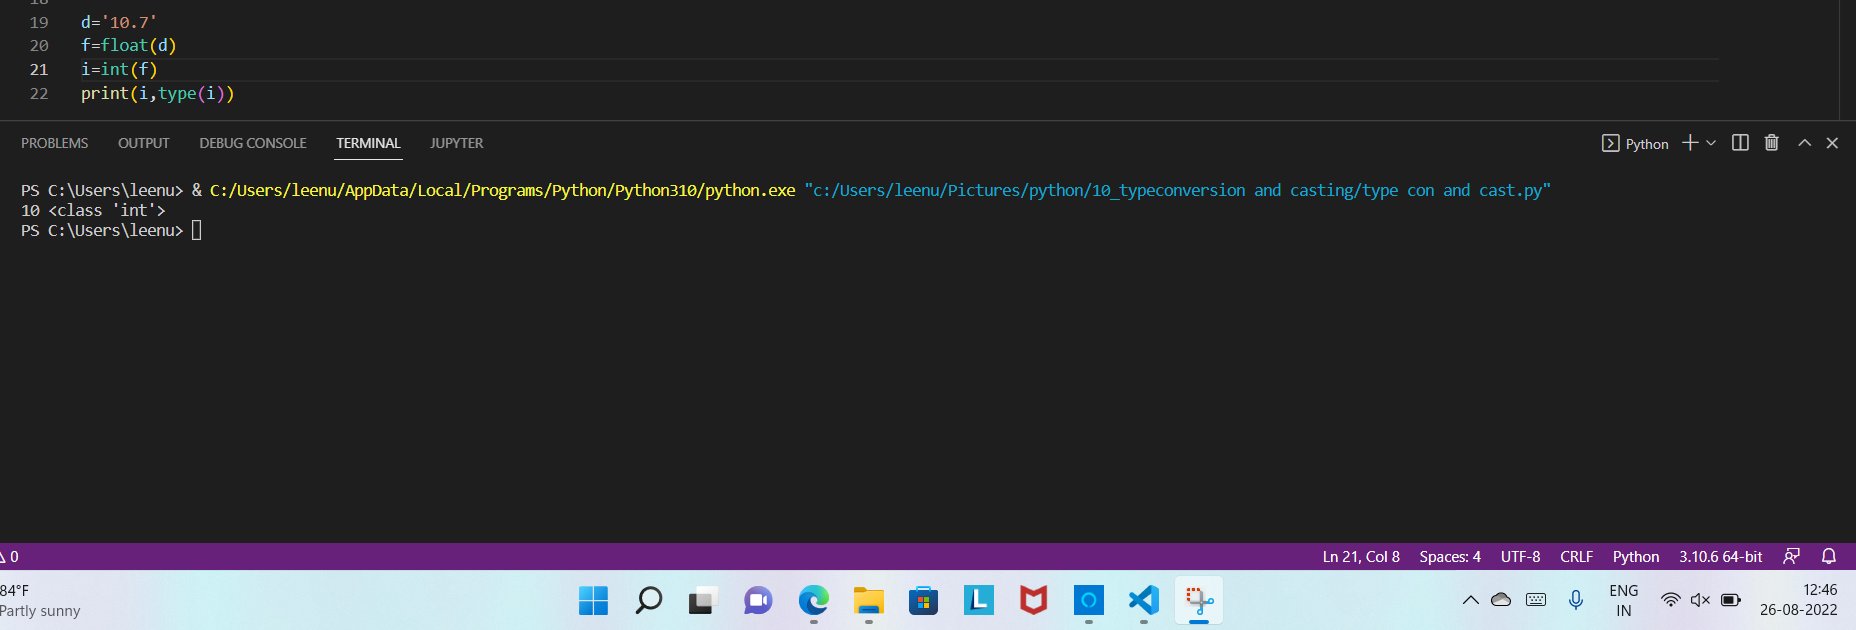 18
19 d='10.7'
20 f=float(d)
21 i=int(f)
22 print(i,type(i))
PROBLEMS OUTPUT DEBUG CONSOLE TERMINAL JUPYTER Python
PS C:\Users\leenu> & C:/Users/leenu/AppData/Local/Programs/Python/Python310/python.exe "c:/Users/leenu/Pictures/python/10_typeconversion and casting/type con and cast.py"
10 <class 'int'>
PS C:\Users\leenu>
0 Ln 21, Col 8 Spaces: 4 UTF-8 CRLF Python 3.10.6 64-bit
84°F
Partly sunny
L
ENG
IN
12:46
26-08-2022